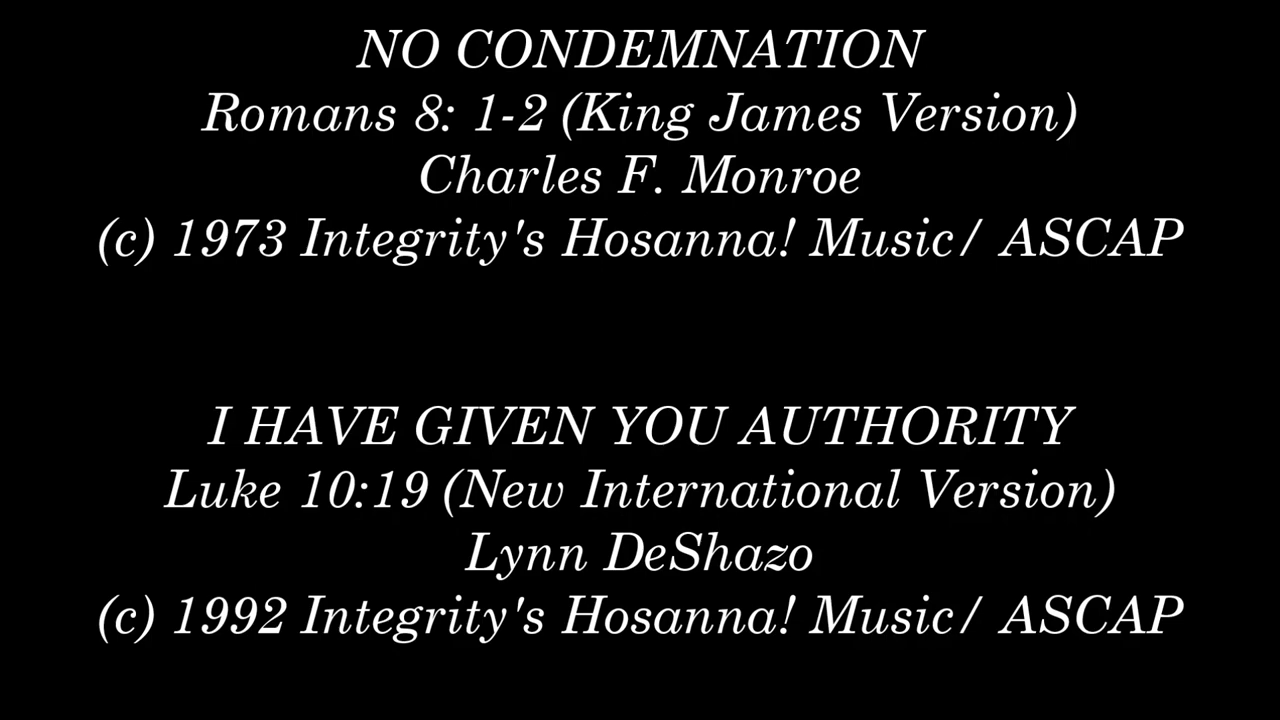 NO CONDEMNATION
Romans 8: 1-2 (King James Version)
Charles F. Monroe
(c) 1973 Integrity's Hosanna! Music/ ASCAP
I HAVE GIVEN YOU AUTHORITY
Luke 10:19 (New International Version)
Lynn DeShazo
(c) 1992 Integrity's Hosanna! Music/ ASCAP